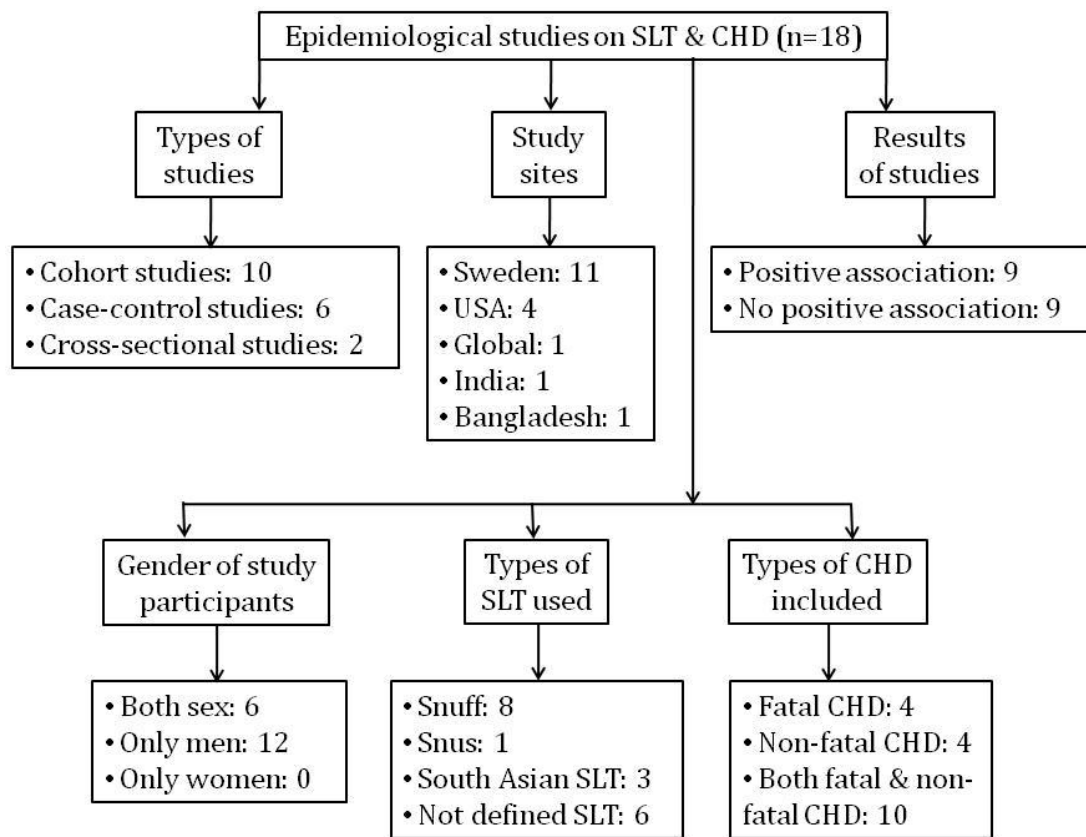 Epidemiological studies on SLT & CHD (n=18)
Types of
studies
Study
sites
Results
of studies
• Cohort studies: 10
• Case-control studies: 6
• Cross-sectional studies: 2
• Sweden: 11
• USA: 4
• Global: 1
• India: 1
• Bangladesh: 1
• Positive association: 9
• No positive association: 9
Gender of study
participants
Types of
SLT used
Types of CHD
included
• Both sex: 6
• Only men: 12
• Only women: 0
• Snuff: 8
• Snus: 1
• South Asian SLT: 3
• Not defined SLT: 6
• Fatal CHD: 4
• Non-fatal CHD: 4
• Both fatal & non-
fatal CHD: 10